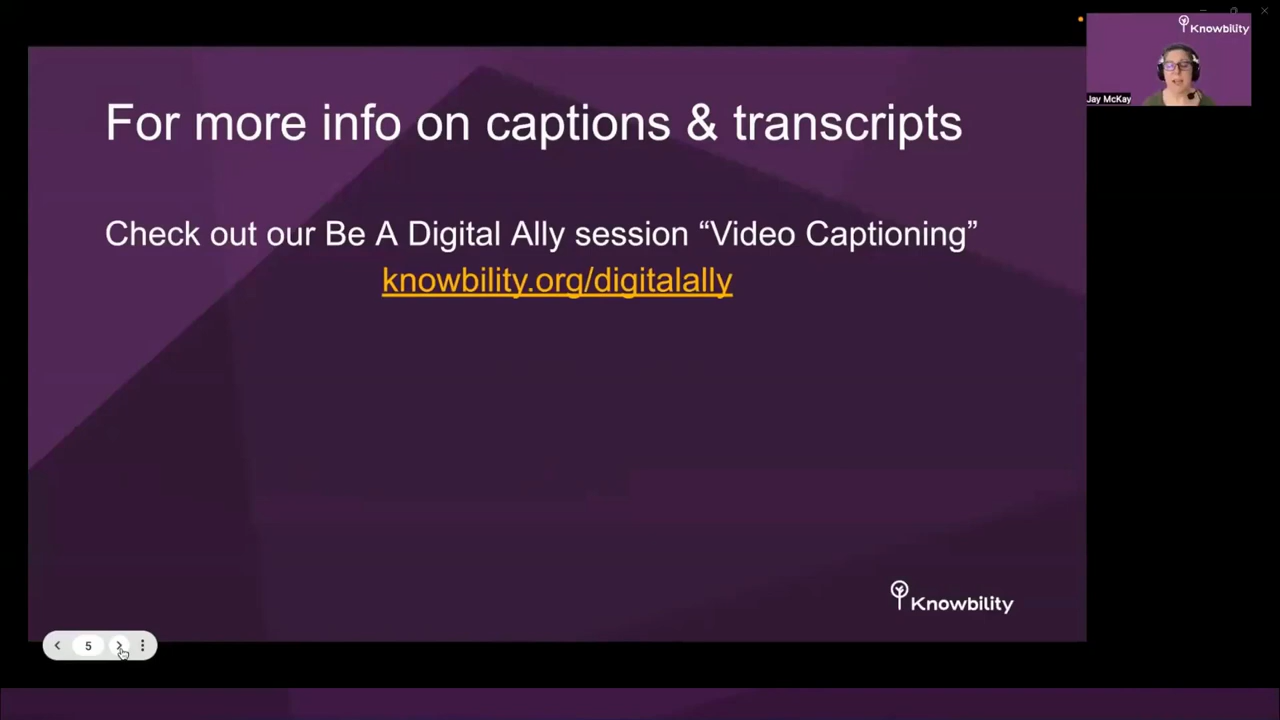 For more info on captions & transcripts
Check out our Be A Digital Ally session “Video Captioning”
knowbility.org/digitalally
Knowbility
5
Knowbility
Jay McKay